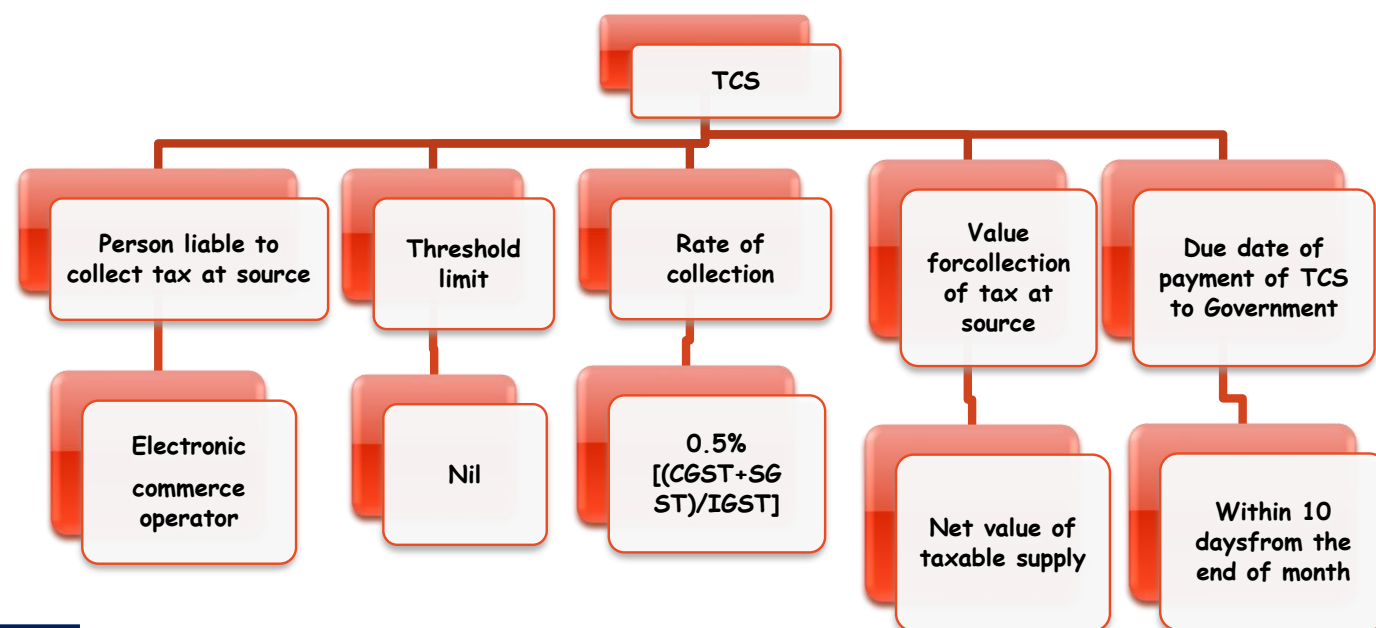 TCS
Person liable to
collect tax at source
Threshold
limit
Rate of
collection
Value
forcollection
of tax at
source
Due date of
payment of TCS
to Government
Electronic
commerce
operator
Nil
0.5%
[(CGST+SG
ST)/IGST]
Net value of
taxable supply
Within 10
daysfrom the
end of month